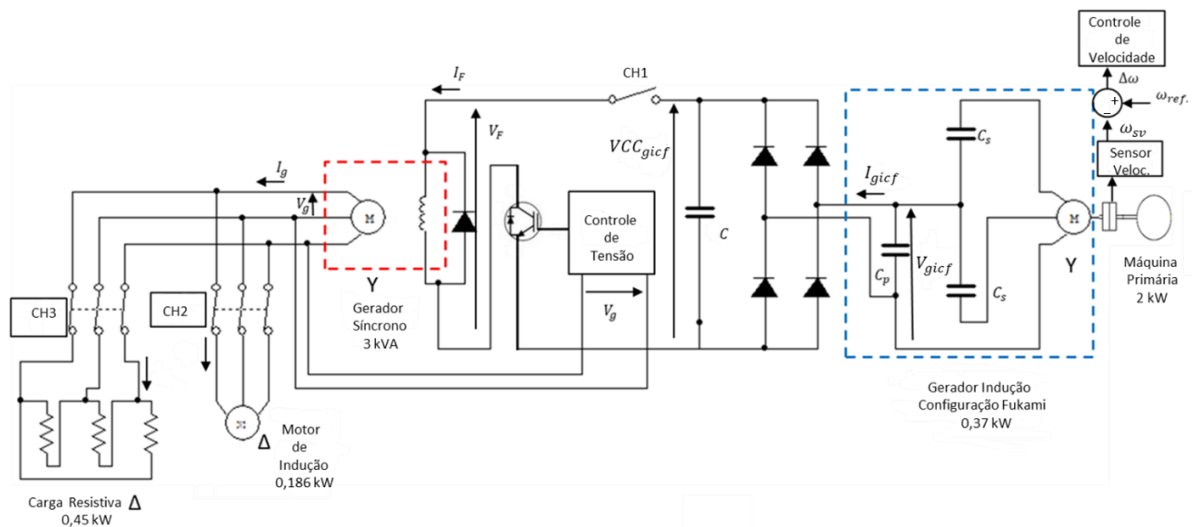 Controle
de
Velocidade
Δω
+
−
ω_ref.
ω_sv
Sensor
Veloc.
M
Y
Máquina
Primária
2 kW
C_s
C_s
I_gicf
V_gicf
C_p
Gerador Indução
Configuração Fukami
0,37 kW
CH1
VCC_gicf
C
Controle
de
Tensão
V_g
I_F
V_F
I_g
V_g
M
Y
Gerador
Síncrono
3 kVA
CH3
CH2
Δ
Motor
de
Indução
0,186 kW
Carga Resistiva Δ
0,45 kW